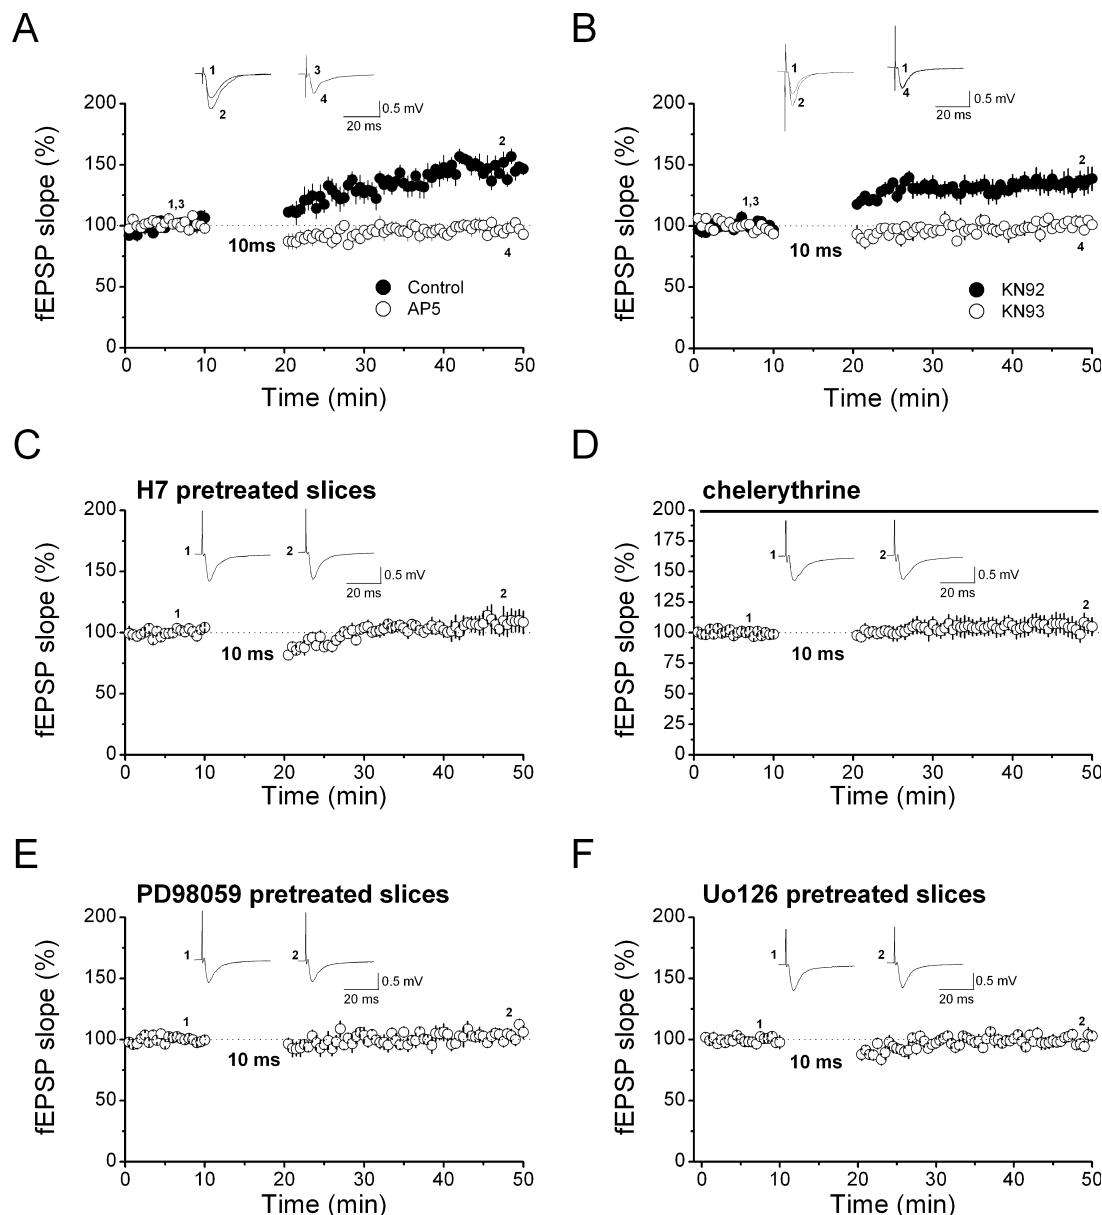 A
1
2
3
4
0.5 mV
20 ms
fEPSP slope (%)
200
150
100
50
0
1,3
2
10ms
4
Control
AP5
0 10 20 30 40 50
Time (min)
B
1
2
1
4
0.5 mV
20 ms
fEPSP slope (%)
200
150
100
50
0
1,3
2
10 ms
4
KN92
KN93
0 10 20 30 40 50
Time (min)
C
H7 pretreated slices
1
2
0.5 mV
20 ms
fEPSP slope (%)
200
150
100
50
0
1
2
10 ms
0 10 20 30 40 50
Time (min)
D
chelerythrine
1
2
0.5 mV
20 ms
fEPSP slope (%)
200
175
150
125
100
75
50
25
0
1
2
10 ms
0 10 20 30 40 50
Time (min)
E
PD98059 pretreated slices
1
2
0.5 mV
20 ms
fEPSP slope (%)
200
150
100
50
0
1
2
10 ms
0 10 20 30 40 50
Time (min)
F
Uo126 pretreated slices
1
2
0.5 mV
20 ms
fEPSP slope (%)
200
150
100
50
0
1
2
10 ms
0 10 20 30 40 50
Time (min)